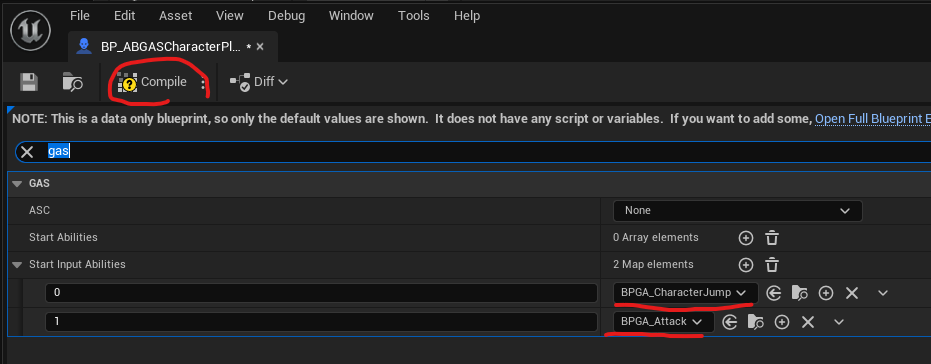 File Edit Asset View Debug Window Tools Help
BP_ABGASCharacterPl... •
Compile Diff
NOTE: This is a data only blueprint, so only the default values are shown. It does not have any script or variables. If you want to add some, Open Full Blueprint E
gas
GAS
ASC None
Start Abilities 0 Array elements
Start Input Abilities 2 Map elements
0 BPGA_CharacterJump
1 BPGA_Attack